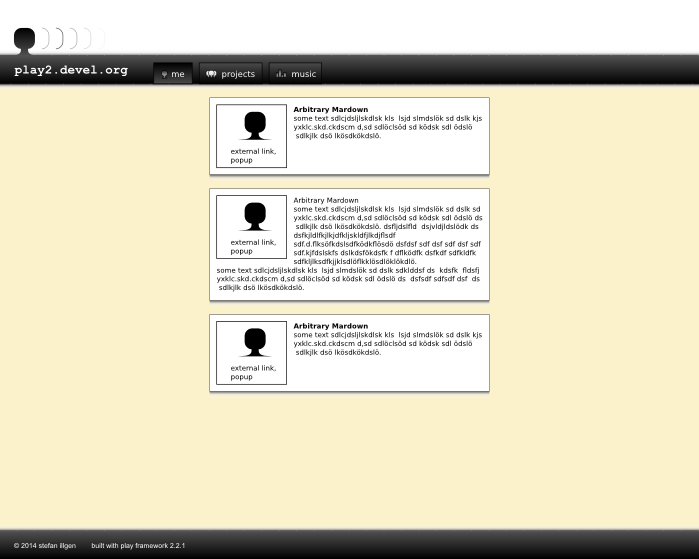 play2.devel.org
me
projects
music
Arbitrary Mardown
some text sdlcjdsljlskdlsk kls lsjd slmdslök sd dslk kjs
yxklc.skd.ckdscm d,sd sdlöclsöd sd ködsk sdl ödslö
sdlkjlk dsö lkösdkökdslö.
external link,
popup
Arbitrary Mardown
some text sdlcjdsljlskdlsk kls lsjd slmdslök sd dslk sd
yxklc.skd.ckdscm d,sd sdlöclsöd sd ködsk sdl ödslö ds
sdlkjlk dsö lkösdkökdslö. dsfljdslfld dsjvldjldslödk ds
dsfkjldlfkjlkjdfkljskldfjlkdjflsdf
sdf.d.flksöfkdslsdfködkflösdö dsfdsf sdf dsf sdf dsf sdf
sdf.kjfdslskfs dslkdsfökdsfk f dflködfk dsfkdf sdfkldfk
sdfkljlksdfkjjklsdlöflkklösdlöklökdlö.
external link,
popup
some text sdlcjdsljlskdlsk kls lsjd slmdslök sd dslk sdklddsf ds kdsfk fldsfj
yxklc.skd.ckdscm d,sd sdlöclsöd sd ködsk sdl ödslö ds dsfsdf sdfsdf dsf ds
sdlkjlk dsö lkösdkökdslö.
Arbitrary Mardown
some text sdlcjdsljlskdlsk kls lsjd slmdslök sd dslk kjs
yxklc.skd.ckdscm d,sd sdlöclsöd sd ködsk sdl ödslö
sdlkjlk dsö lkösdkökdslö.
external link,
popup
© 2014 stefan illgen
built with play framework 2.2.1